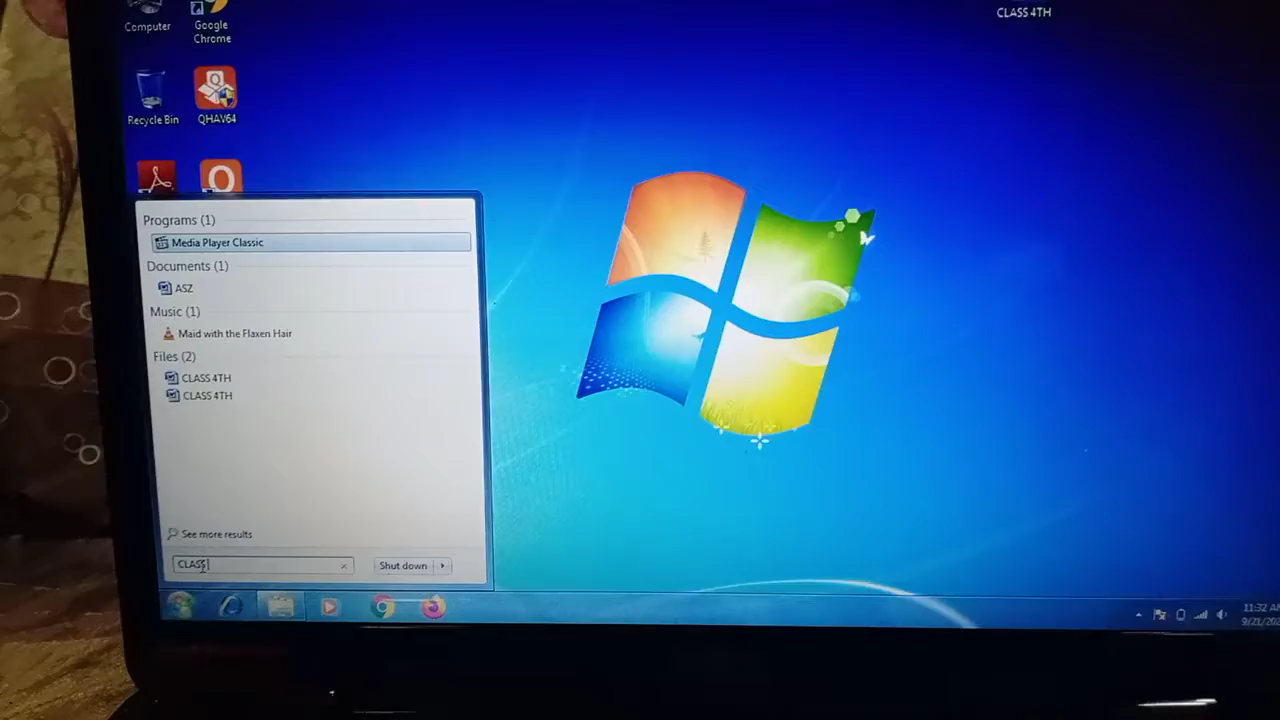 Computer
Google
Chrome
CLASS 4TH
Recycle Bin
QHAV64
Programs (1)
Media Player Classic
Documents (1)
ASZ
Music (1)
Maid with the Flaxen Hair
Files (2)
CLASS 4TH
CLASS 4TH
See more results
CLASS
Shut down
11:32 A
9/21/20